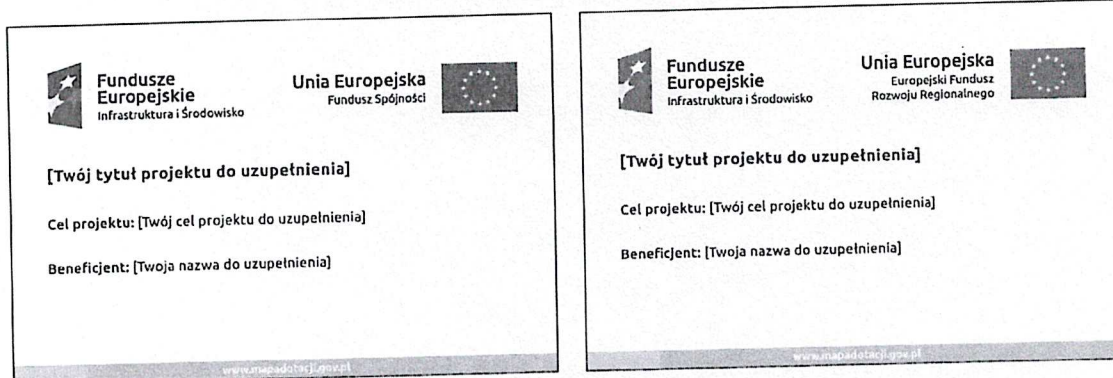 Fundusze
Europejskie
Infrastruktura i Środowisko
Unia Europejska
Fundusz Spójności
[Twój tytuł projektu do uzupełnienia]
Cel projektu: [Twój cel projektu do uzupełnienia]
Beneficjent: [Twoja nazwa do uzupełnienia]
www.mapadotacji.gov.pl
Fundusze
Europejskie
Infrastruktura i Środowisko
Unia Europejska
Europejski Fundusz
Rozwoju Regionalnego
[Twój tytuł projektu do uzupełnienia]
Cel projektu: [Twój cel projektu do uzupełnienia]
Beneficjent: [Twoja nazwa do uzupełnienia]
www.mapadotacji.gov.pl